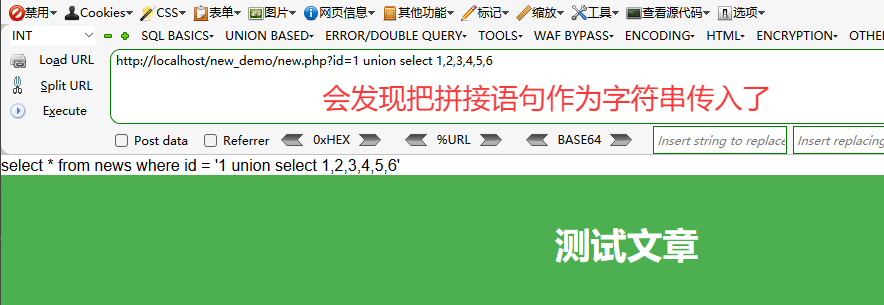 禁用 Cookies CSS 表单 图片 网页信息 其他功能 标记 缩放 工具 查看源代码 选项
INT SQL BASICS UNION BASED ERROR/DOUBLE QUERY TOOLS WAF BYPASS ENCODING HTML ENCRYPTION OTHE
Load URL http://localhost/new_demo/new.php?id=1 union select 1,2,3,4,5,6
Split URL 会发现把拼接语句作为字符串传入了
Execute
Post data Referrer 0xHEX %URL BASE64 Insert string to replace Insert replacing
select * from news where id = '1 union select 1,2,3,4,5,6'
测试文章